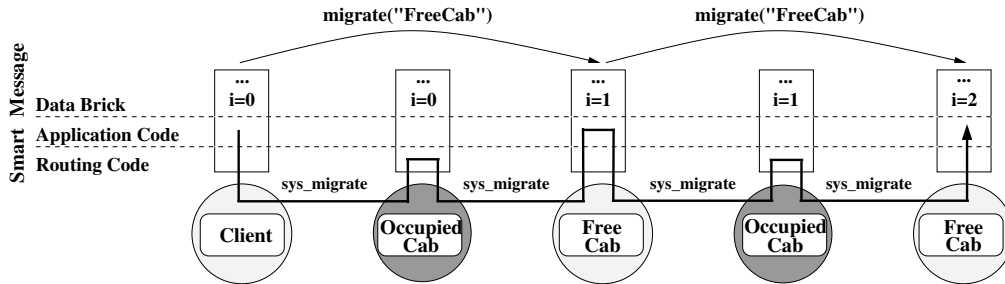 migrate("FreeCab")
migrate("FreeCab")
Smart Message
...
...
...
...
...
i=0
i=0
i=1
i=1
i=2
Data Brick
Application Code
Routing Code
sys_migrate
sys_migrate
sys_migrate
sys_migrate
Client
Occupied
Cab
Free
Cab
Occupied
Cab
Free
Cab